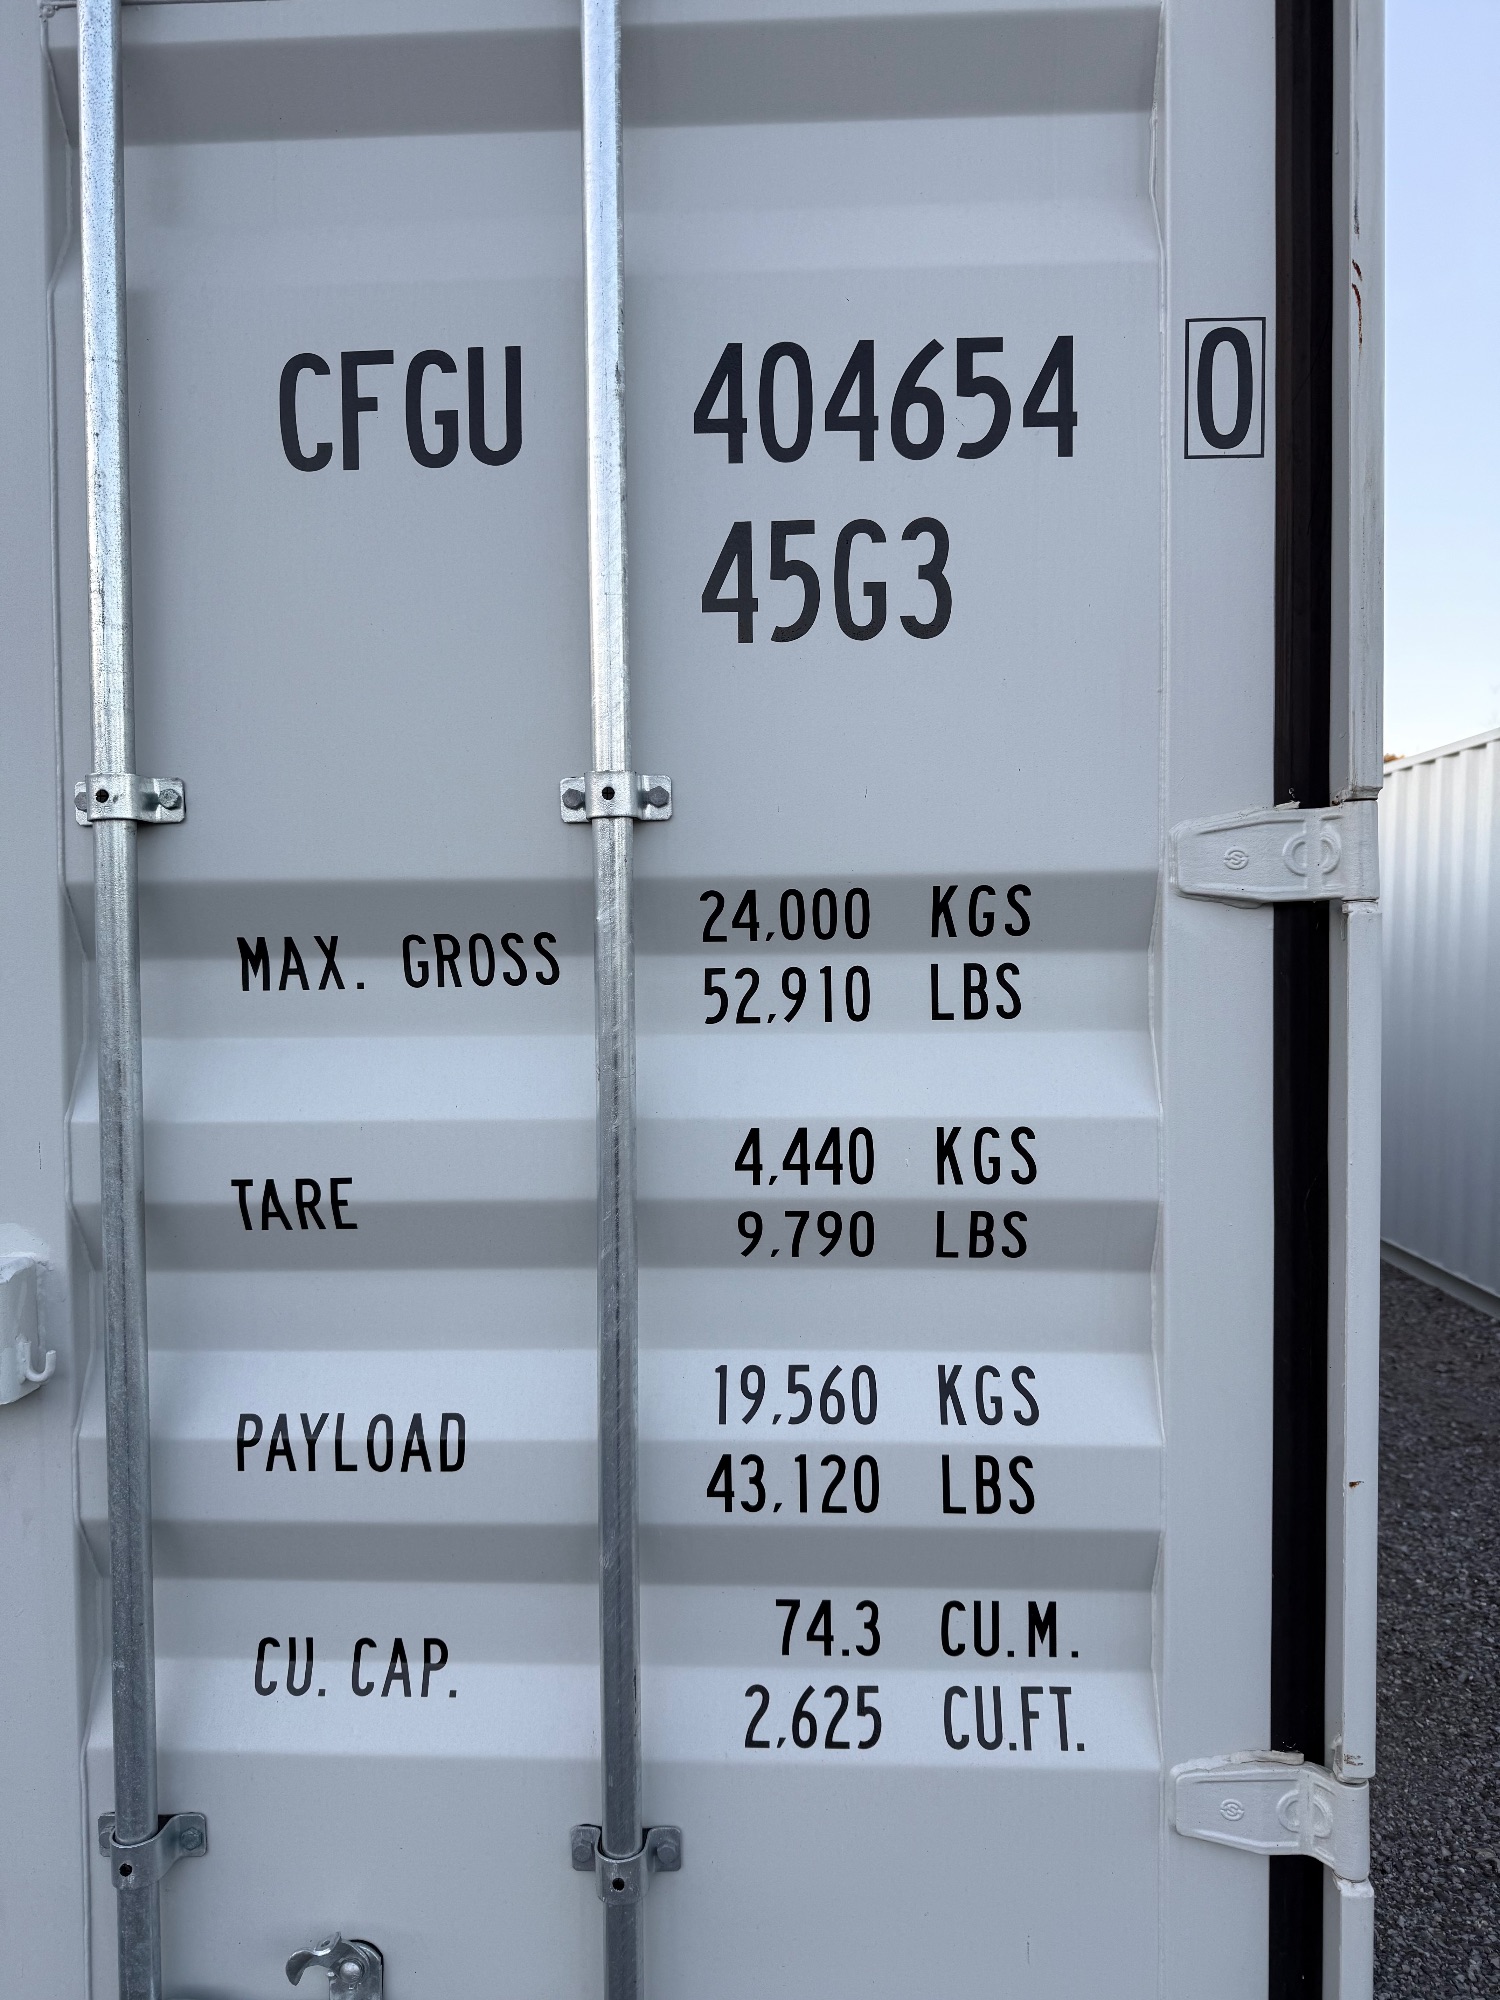 CFGU 404654 0
45G3
MAX. GROSS 24,000 KGS
52,910 LBS
TARE 4,440 KGS
9,790 LBS
PAYLOAD 19,560 KGS
43,120 LBS
CU. CAP. 74.3 CU.M.
2,625 CU.FT.